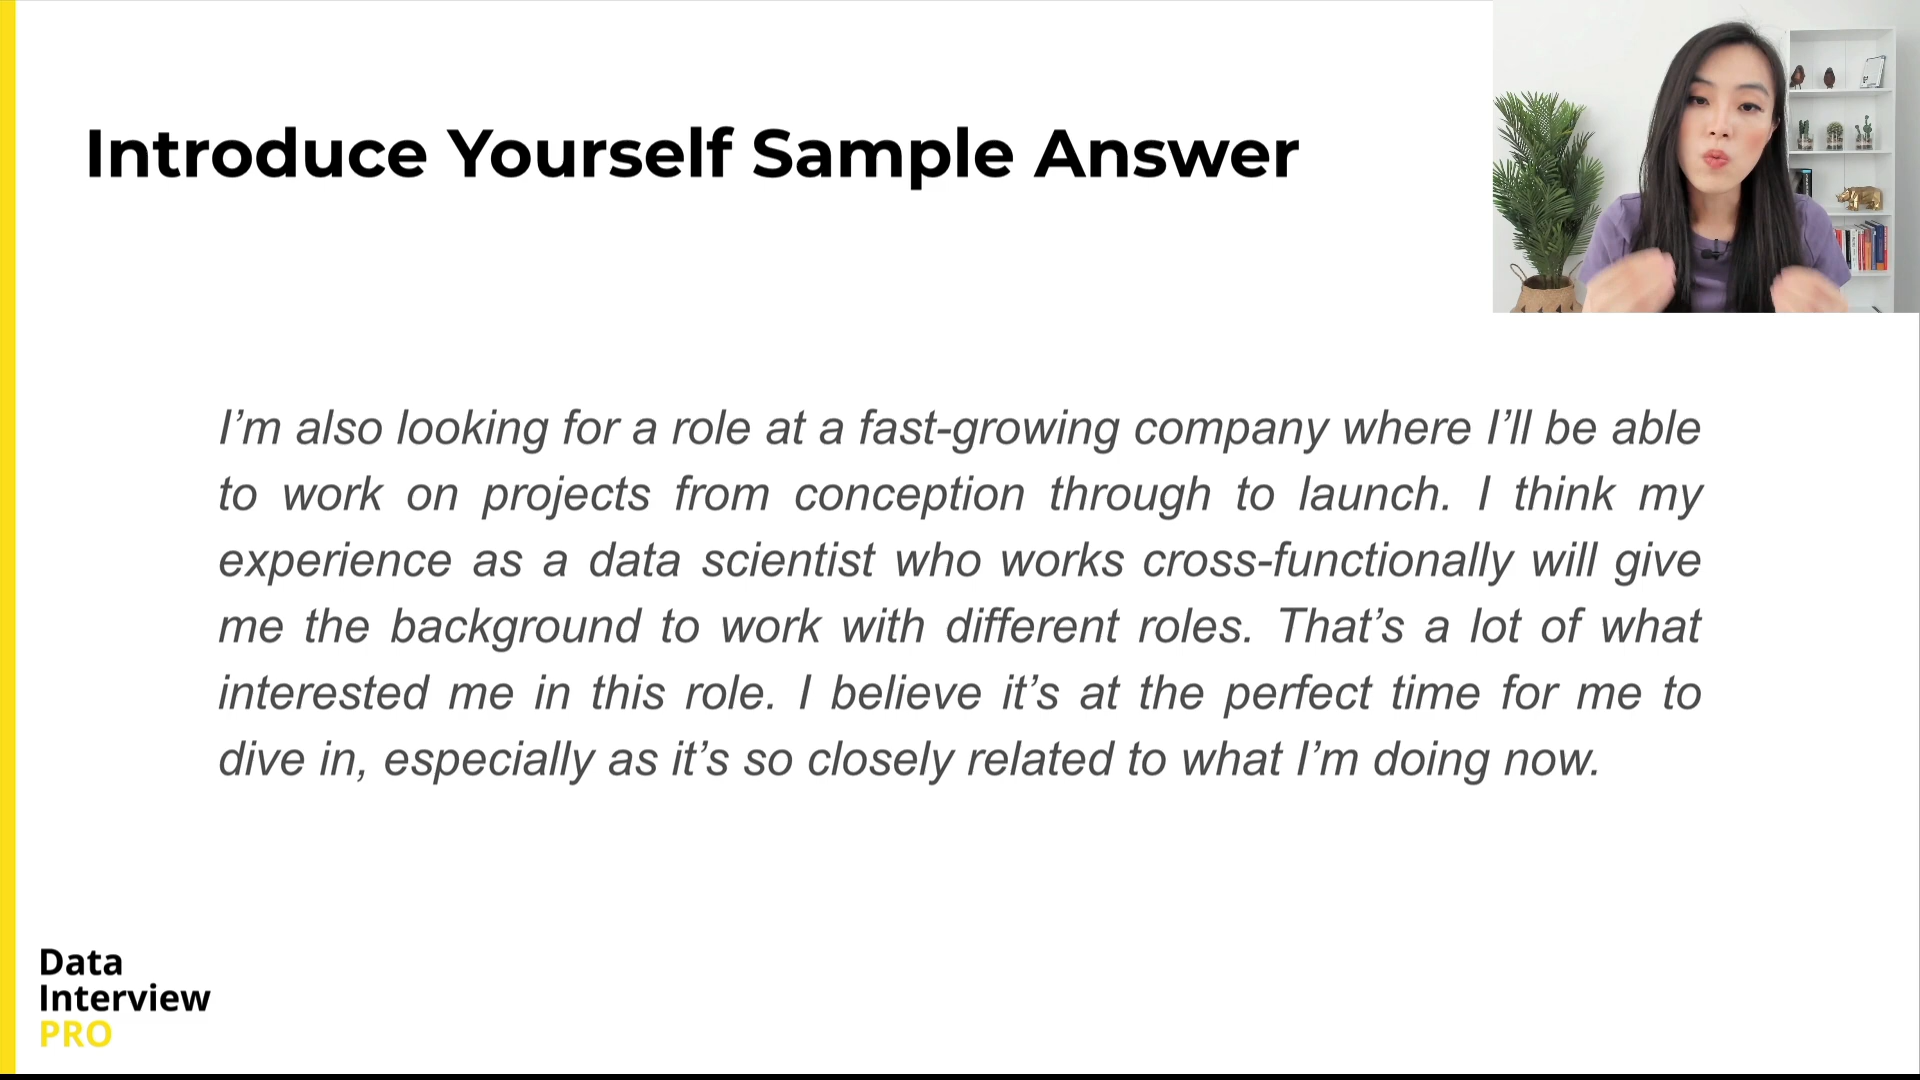 Introduce Yourself Sample Answer
I’m also looking for a role at a fast-growing company where I’ll be able
to work on projects from conception through to launch. I think my
experience as a data scientist who works cross-functionally will give
me the background to work with different roles. That’s a lot of what
interested me in this role. I believe it’s at the perfect time for me to
dive in, especially as it’s so closely related to what I’m doing now.
Data
Interview
PRO